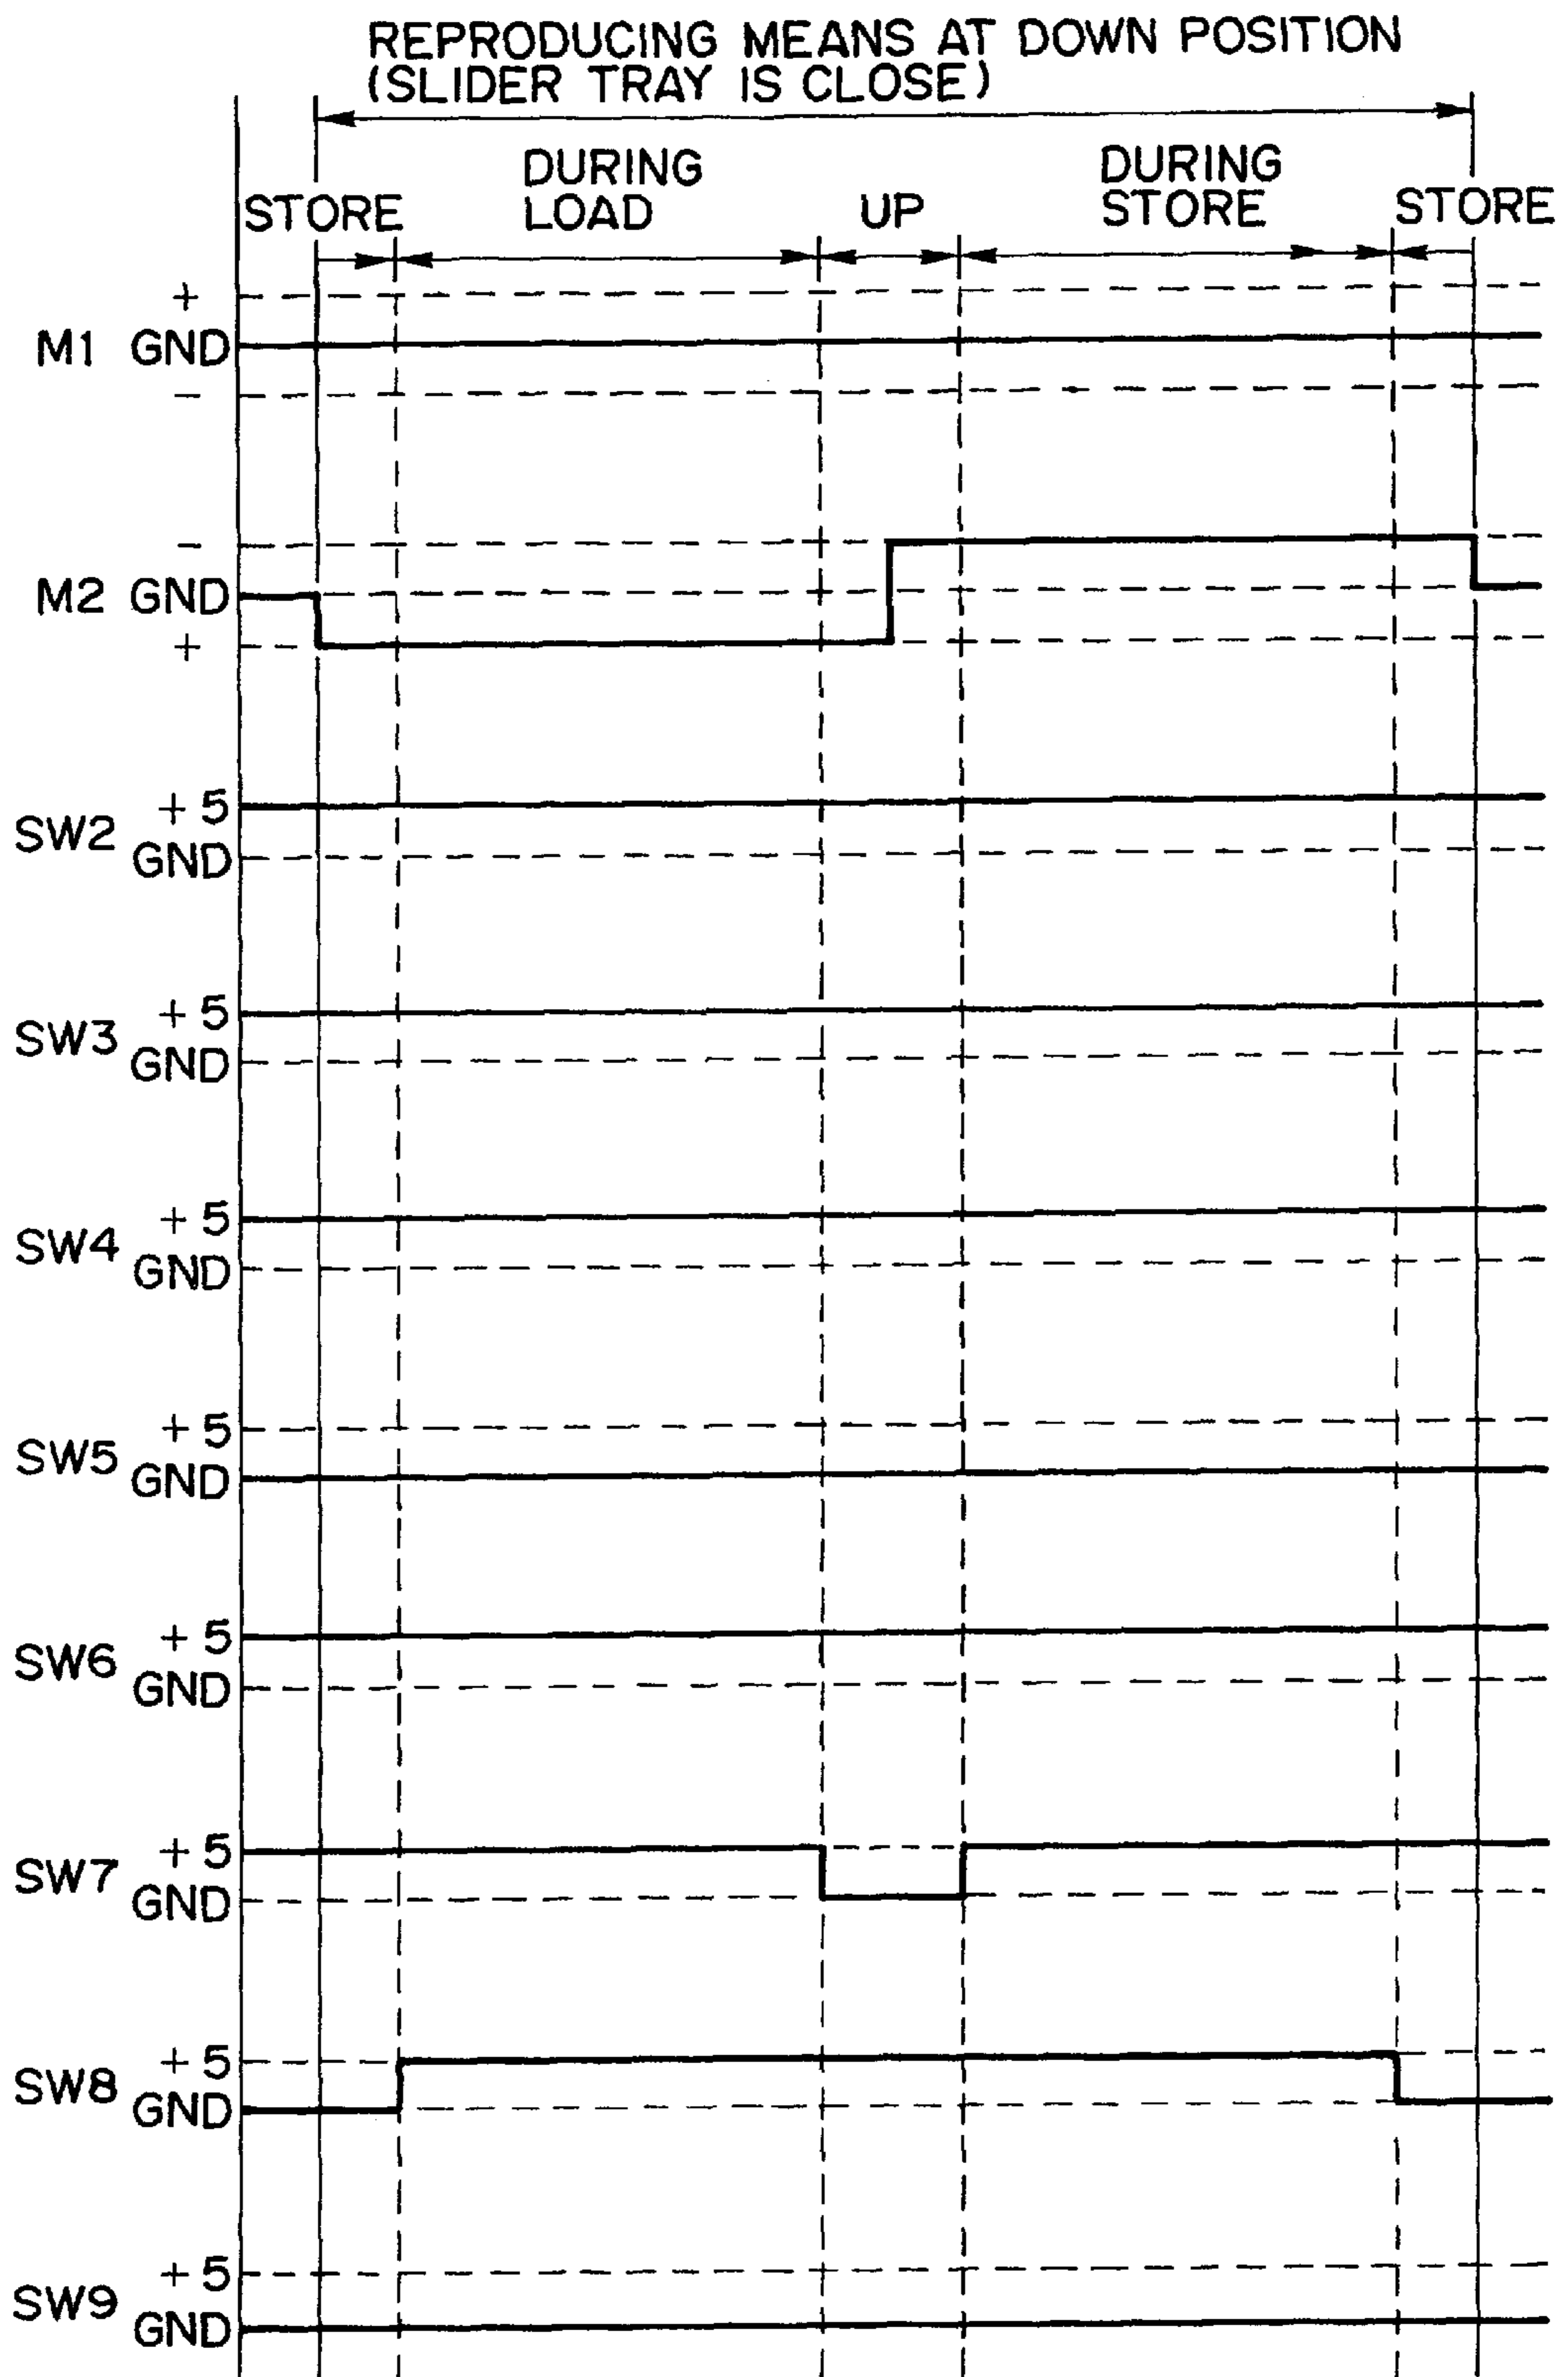 REPRODUCING MEANS AT DOWN POSITION
(SLIDER TRAY IS CLOSE)
STORE
DURING
LOAD
UP
DURING
STORE
STORE
+
M1 GND
-
-
M2 GND
+
+5
SW2
GND
+5
SW3
GND
+5
SW4
GND
+5
SW5
GND
+5
SW6
GND
+5
SW7
GND
+5
SW8
GND
+5
SW9
GND